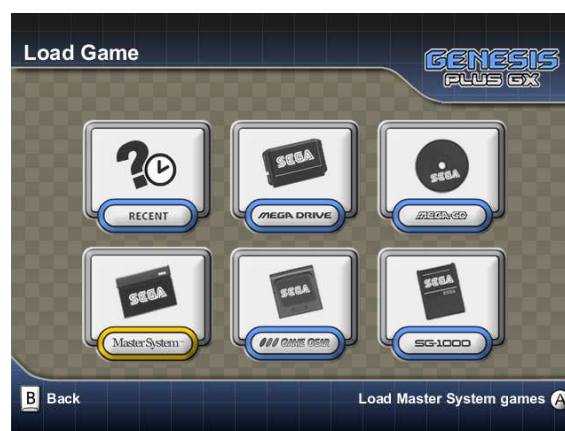 Load Game
GENESIS
PLUS GX
SEGA
SEGA
RECENT
MEGA DRIVE
MEGA-CD
SEGA
SEGA
SEGA
Master System
GAME GEAR
SG-1000
B Back
Load Master System games A